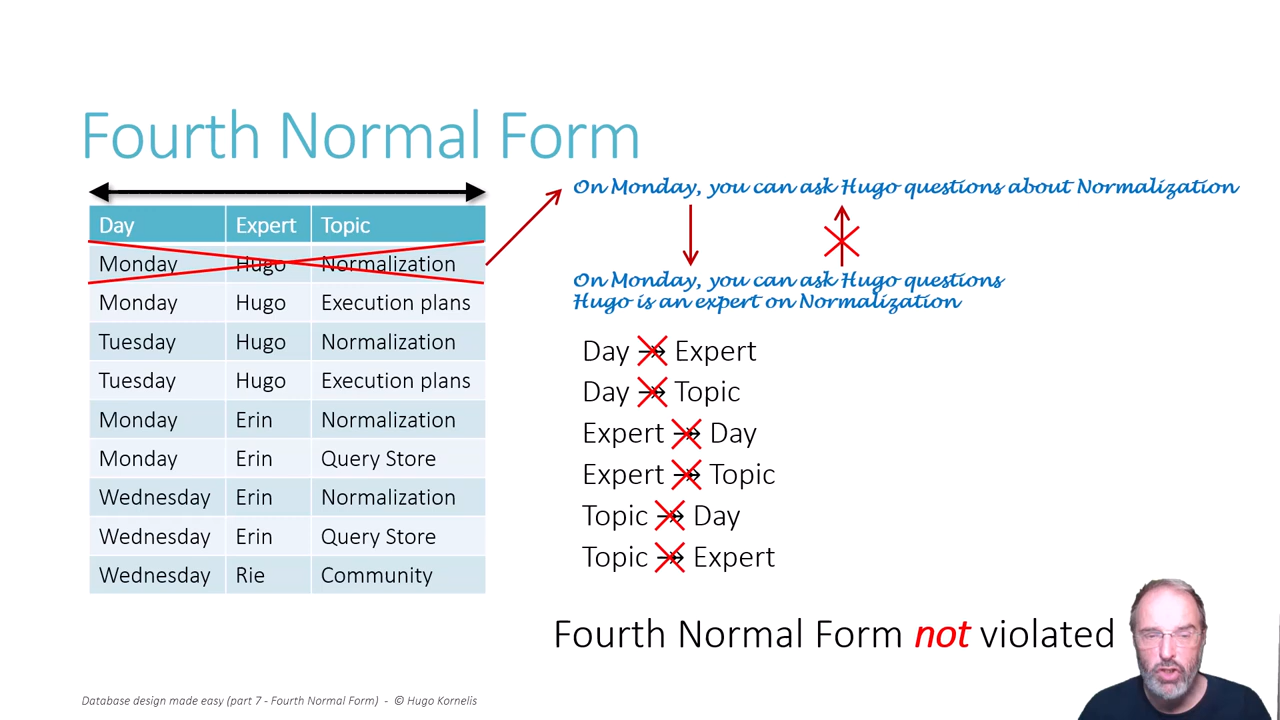 Fourth Normal Form
On Monday, you can ask Hugo questions about Normalization
Day Expert Topic
Monday Hugo Normalization
Monday Hugo Execution plans
Tuesday Hugo Normalization
Tuesday Hugo Execution plans
Monday Erin Normalization
Monday Erin Query Store
Wednesday Erin Normalization
Wednesday Erin Query Store
Wednesday Rie Community
On Monday, you can ask Hugo questions
Hugo is an expert on Normalization
Day ↠ Expert
Day ↠ Topic
Expert ↠ Day
Expert ↠ Topic
Topic ↠ Day
Topic ↠ Expert
Fourth Normal Form not violated
Database design made easy (part 7 - Fourth Normal Form) - © Hugo Kornelis